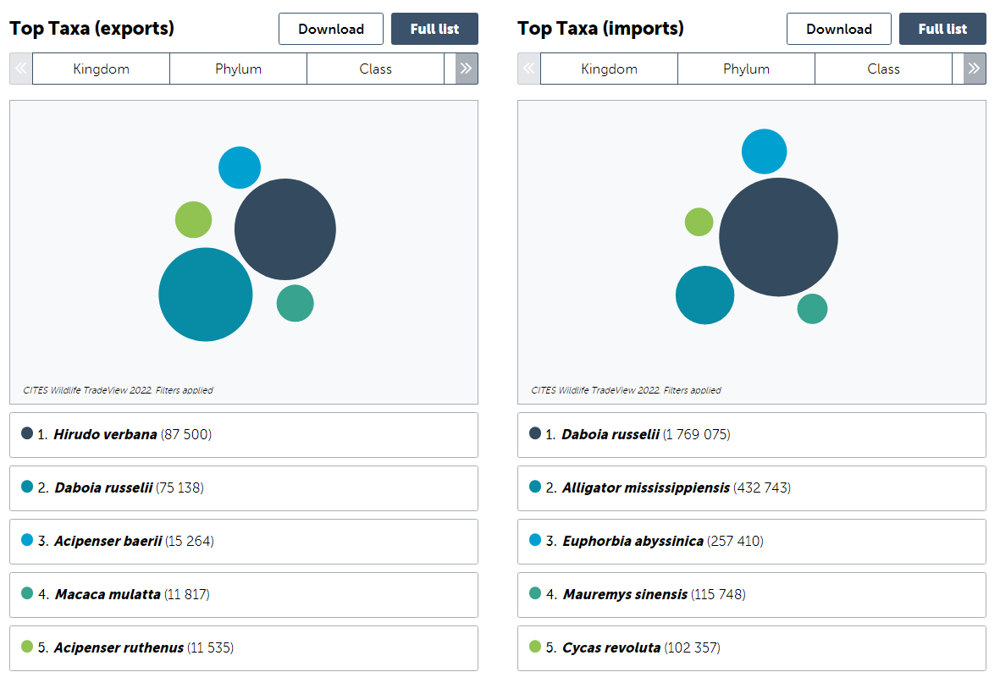 Top Taxa (exports)
Download
Full list
«
Kingdom
Phylum
Class
»
CITES Wildlife TradeView 2022. Filters applied
1. Hirudo verbana (87 500)
2. Daboia russelii (75 138)
3. Acipenser baerii (15 264)
4. Macaca mulatta (11 817)
5. Acipenser ruthenus (11 535)
Top Taxa (imports)
Download
Full list
«
Kingdom
Phylum
Class
»
CITES Wildlife TradeView 2022. Filters applied
1. Daboia russelii (1 769 075)
2. Alligator mississippiensis (432 743)
3. Euphorbia abyssinica (257 410)
4. Mauremys sinensis (115 748)
5. Cycas revoluta (102 357)